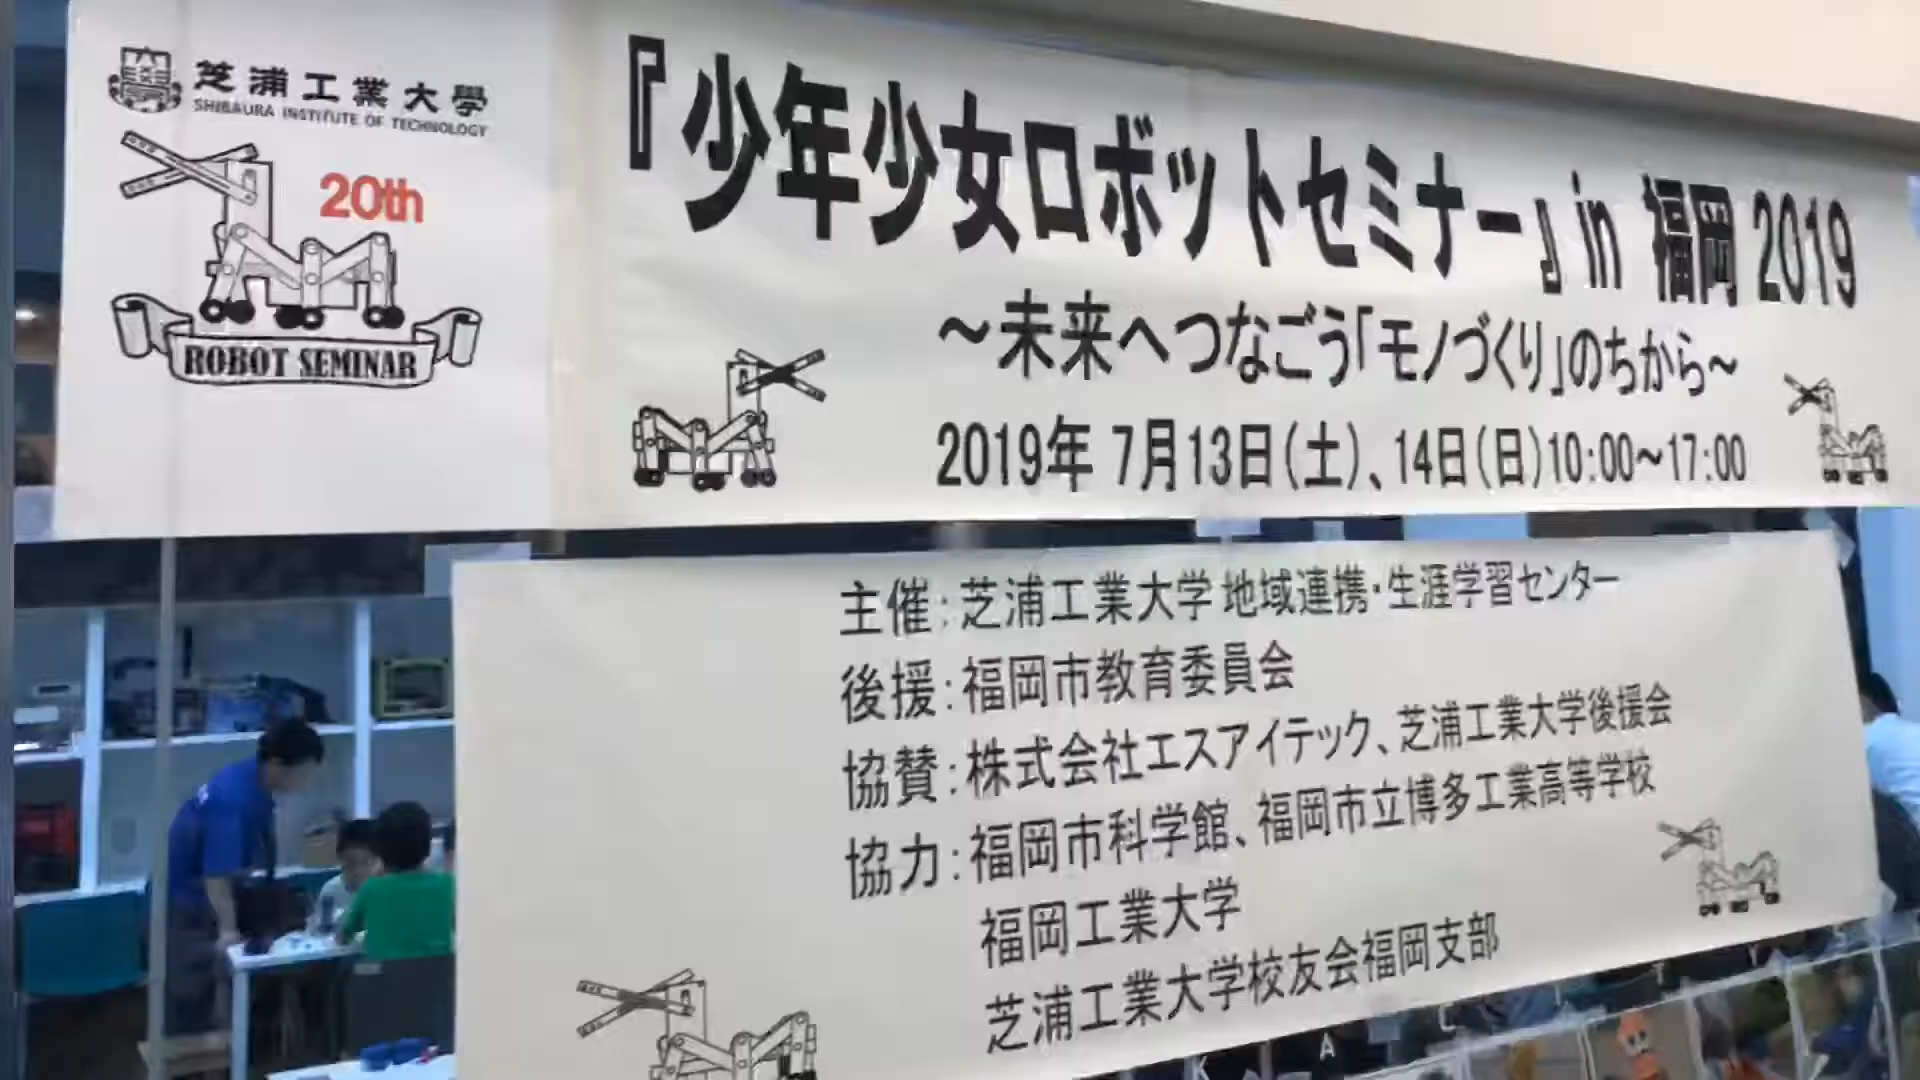 芝浦工業大學
SHIBAURA INSTITUTE OF TECHNOLOGY
20th
ROBOT SEMINAR
『少年少女ロボットセミナー』in 福岡 2019
～未来へつなごう「モノづくり」のちから～
2019年 7月13日(土)、14日(日)10:00～17:00
主催:芝浦工業大学 地域連携・生涯学習センター
後援:福岡市教育委員会
協賛:株式会社エスアイテック、芝浦工業大学後援会
協力:福岡市科学館、福岡市立博多工業高等学校
福岡工業大学
芝浦工業大学校友会福岡支部